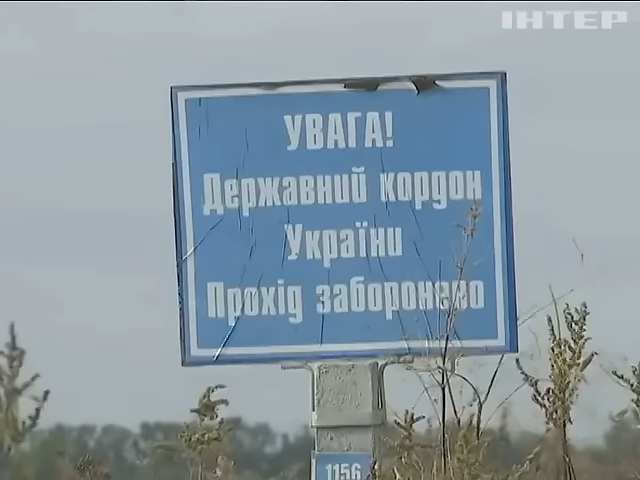 ІНТЕР
УВАГА!
Державний кордон
України
Прохід заборонено
1156